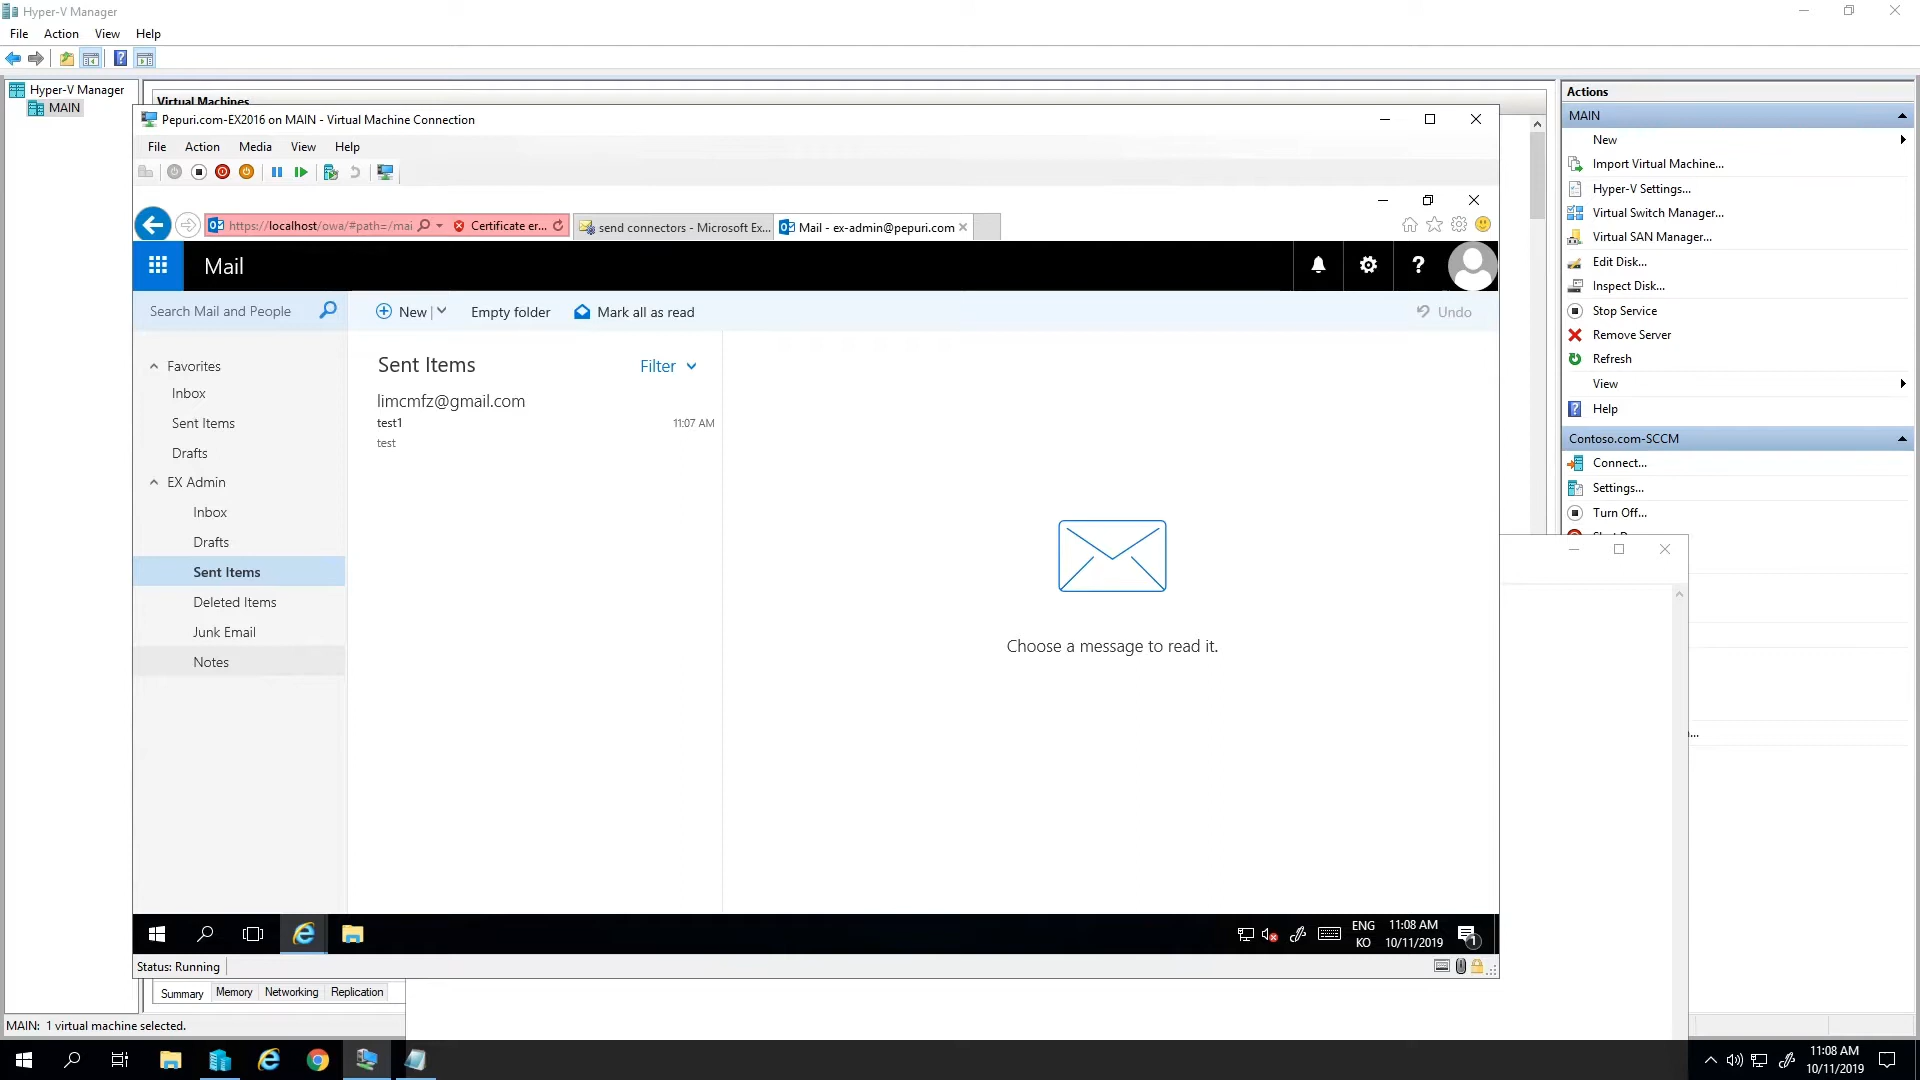 Hyper-V Manager
File Action View Help
Hyper-V Manager
MAIN
Virtual Machines
Pepuri.com-EX2016 on MAIN - Virtual Machine Connection
File Action Media View Help
https://localhost/owa/#path=/mai
Certificate er...
send connectors - Microsoft Ex...
Mail - ex-admin@pepuri.com
Mail
?
Search Mail and People
New
Empty folder
Mark all as read
Undo
Favorites
Inbox
Sent Items
Drafts
EX Admin
Inbox
Drafts
Sent Items
Deleted Items
Junk Email
Notes
Sent Items
Filter
limcmfz@gmail.com
test1
11:07 AM
test
Choose a message to read it.
ENG
KO
11:08 AM
10/11/2019
1
Status: Running
Summary Memory Networking Replication
MAIN: 1 virtual machine selected.
Actions
MAIN
New
Import Virtual Machine...
Hyper-V Settings...
Virtual Switch Manager...
Virtual SAN Manager...
Edit Disk...
Inspect Disk...
Stop Service
Remove Server
Refresh
View
Help
Contoso.com-SCCM
Connect...
Settings...
Turn Off...
11:08 AM
10/11/2019